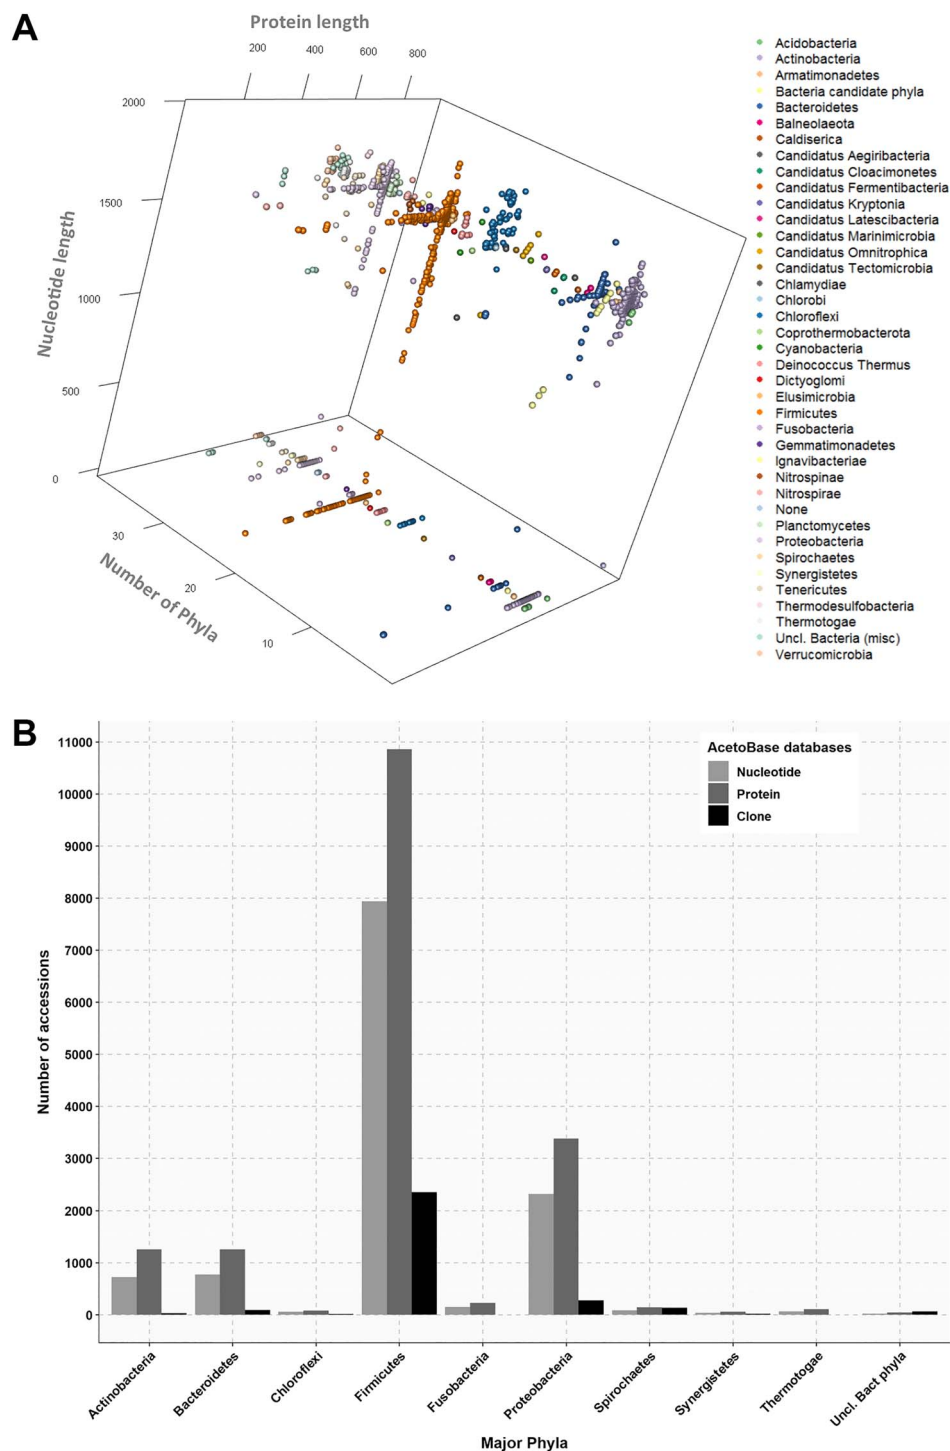 A
Protein length
200
400
600
800
2000
1500
1000
500
0
Nucleotide length
30
20
10
Number of Phyla
Acidobacteria
Actinobacteria
Armatimonadetes
Bacteria candidate phyla
Bacteroidetes
Balneolaeota
Caldiserica
Candidatus Aegiribacteria
Candidatus Cloacimonetes
Candidatus Fermentibacteria
Candidatus Kryptonia
Candidatus Latescibacteria
Candidatus Marinimicrobia
Candidatus Omnitrophica
Candidatus Tectomicrobia
Chlamydiae
Chlorobi
Chloroflexi
Coprothermobacterota
Cyanobacteria
Deinococcus Thermus
Dictyoglomi
Elusimicrobia
Firmicutes
Fusobacteria
Gemmatimonadetes
Ignavibacteriae
Nitrospinae
Nitrospirae
None
Planctomycetes
Proteobacteria
Spirochaetes
Synergistetes
Tenericutes
Thermodesulfobacteria
Thermotogae
Uncl. Bacteria (misc)
Verrucomicrobia
B
Number of accessions
11000
10000
9000
8000
7000
6000
5000
4000
3000
2000
1000
0
AcetoBase databases
Nucleotide
Protein
Clone
Actinobacteria
Bacteroidetes
Chloroflexi
Firmicutes
Fusobacteria
Proteobacteria
Spirochaetes
Synergistetes
Thermotogae
Uncl. Bact phyla
Major Phyla